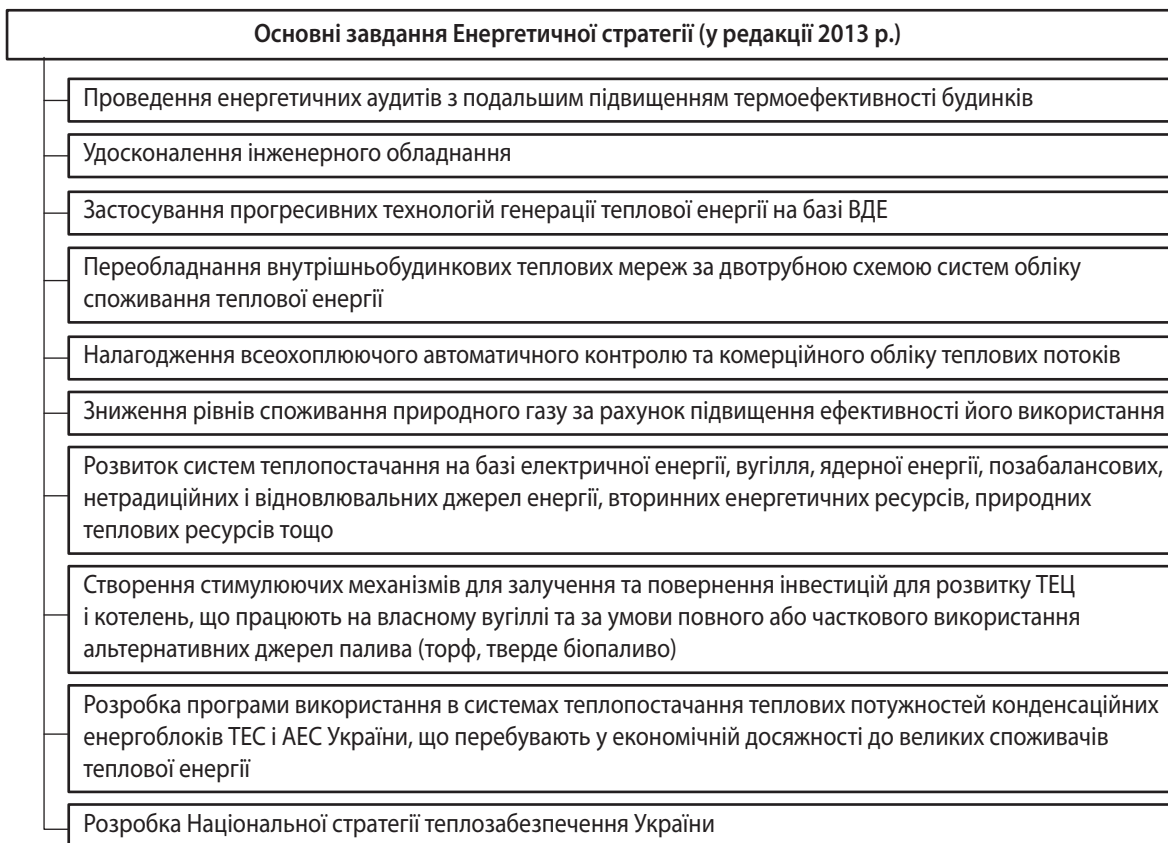 Основні завдання Енергетичної стратегії (у редакції 2013 р.)
Проведення енергетичних аудитів з подальшим підвищенням термоефективності будинків
Удосконалення інженерного обладнання
Застосування прогресивних технологій генерації теплової енергії на базі ВДЕ
Переобладнання внутрішньобудинкових теплових мереж за двотрубною схемою систем обліку
споживання теплової енергії
Налагодження всеохоплюючого автоматичного контролю та комерційного обліку теплових потоків
Зниження рівнів споживання природного газу за рахунок підвищення ефективності його використання
Розвиток систем теплопостачання на базі електричної енергії, вугілля, ядерної енергії, позабалансових,
нетрадиційних і відновлювальних джерел енергії, вторинних енергетичних ресурсів, природних
теплових ресурсів тощо
Створення стимулюючих механізмів для залучення та повернення інвестицій для розвитку ТЕЦ
і котелень, що працюють на власному вугіллі та за умови повного або часткового використання
альтернативних джерел палива (торф, тверде біопаливо)
Розробка програми використання в системах теплопостачання теплових потужностей конденсаційних
енергоблоків ТЕС і АЕС України, що перебувають у економічній досяжності до великих споживачів
теплової енергії
Розробка Національної стратегії теплозабезпечення України